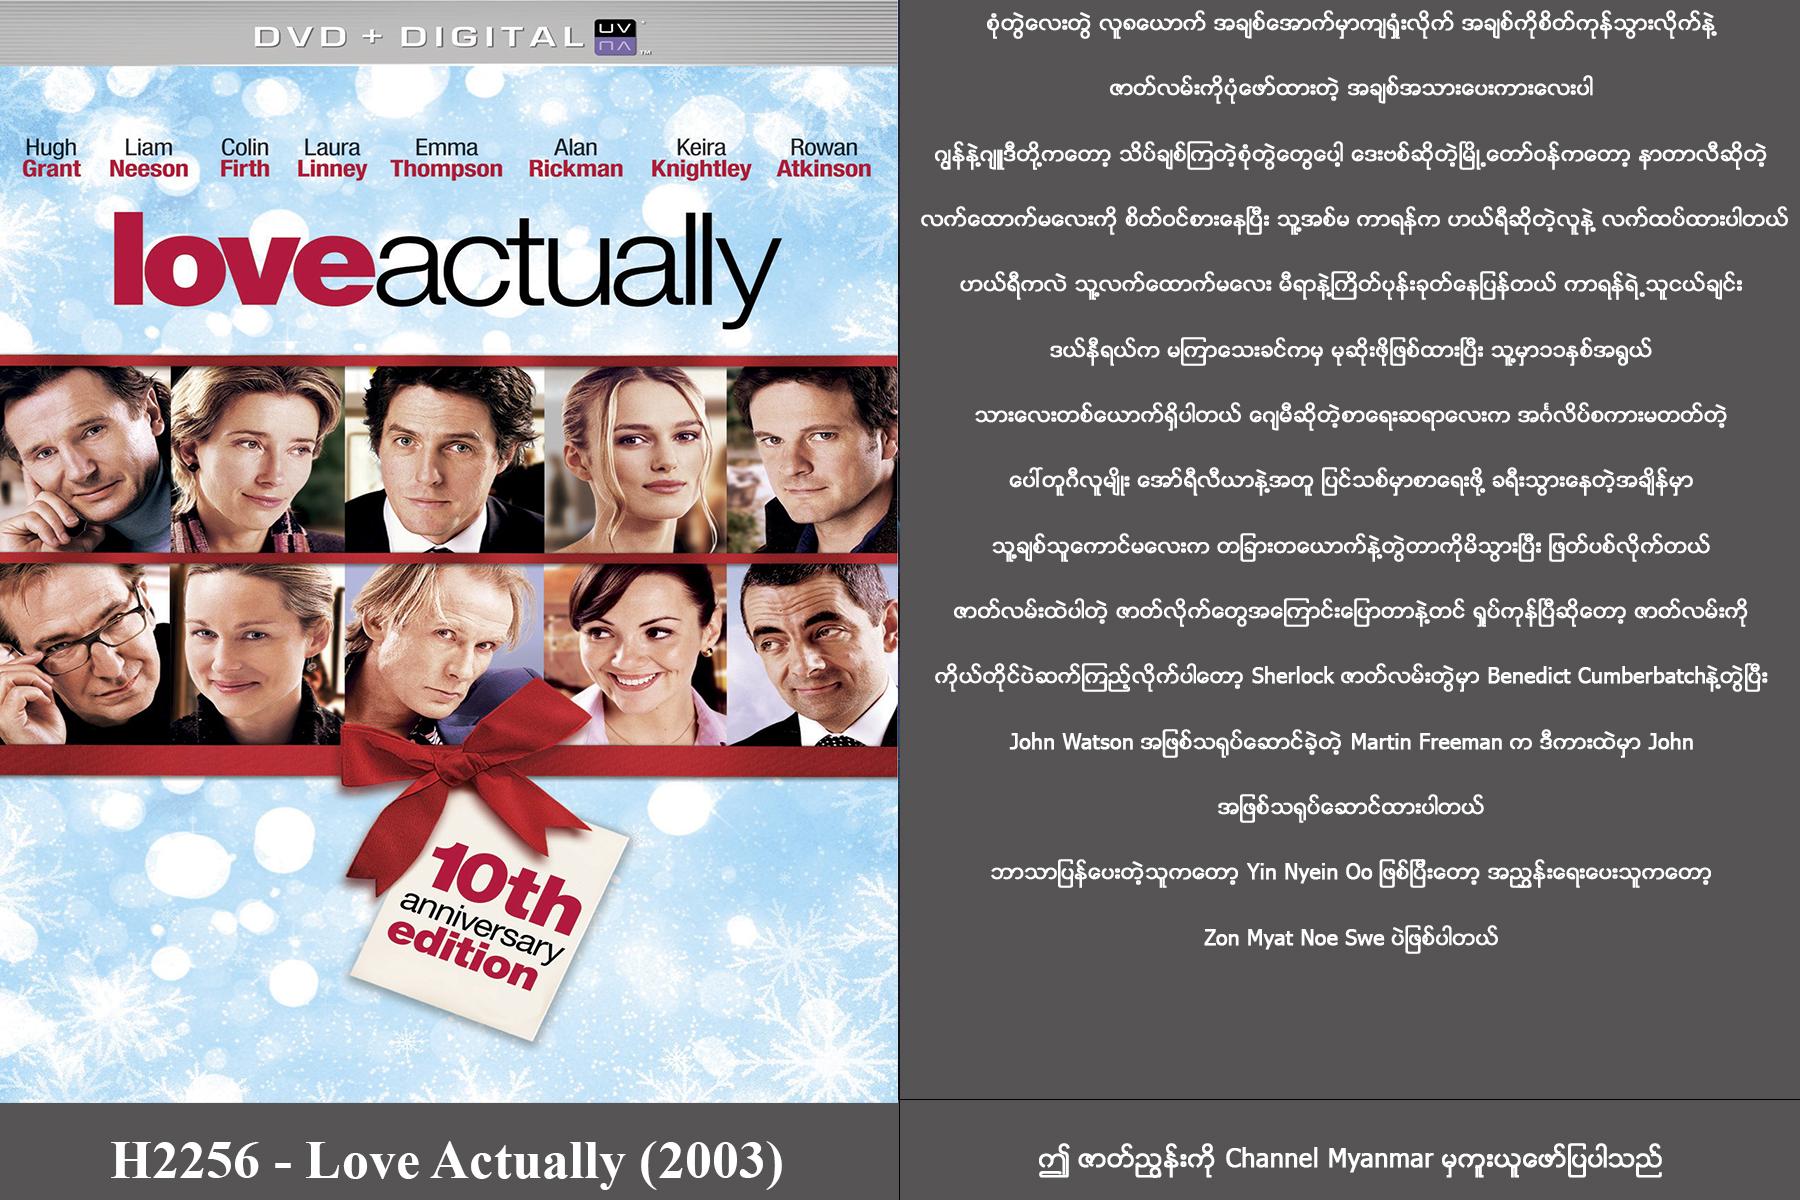 DVD + DIGITAL UV
Hugh Grant
Liam Neeson
Colin Firth
Laura Linney
Emma Thompson
Alan Rickman
Keira Knightley
Rowan Atkinson
loveactually
10th
anniversary
edition
H2256 - Love Actually (2003)
စုံတွဲလေးတွဲ လူ၈ယောက် အချစ်အောက်မှာကျရှုံးလိုက် အချစ်ကိုစိတ်ကုန်သွားလိုက်နဲ့
ဇာတ်လမ်းကိုပုံဖော်ထားတဲ့ အချစ်အသားပေးကားလေးပါ
ဂျွန်နဲ့ဂျူဒီတို့ကတော့ သိပ်ချစ်ကြတဲ့စုံတွဲတွေပေါ့ ဒေးဗစ်ဆိုတဲ့မြို့တော်ဝန်ကတော့ နာတာလီဆိုတဲ့
လက်ထောက်မလေးကို စိတ်ဝင်စားနေပြီး သူ့အစ်မ ကာရန်က ဟယ်ရီဆိုတဲ့လူနဲ့ လက်ထပ်ထားပါတယ်
ဟယ်ရီကလဲ သူ့လက်ထောက်မလေး မီရာနဲ့ကြိတ်ပုန်းခုတ်နေပြန်တယ် ကာရန်ရဲ့သူငယ်ချင်း
ဒယ်နီရယ်က မကြာသေးခင်ကမှ မုဆိုးဖိုဖြစ်ထားပြီး သူ့မှာ၁၁နှစ်အရွယ်
သားလေးတစ်ယောက်ရှိပါတယ် ဂျေမီဆိုတဲ့စာရေးဆရာလေးက အင်္ဂလိပ်စကားမတတ်တဲ့
ပေါ်တူဂီလူမျိုး အော်ရီလီယာနဲ့အတူ ပြင်သစ်မှာစာရေးဖို့ ခရီးသွားနေတဲ့အချိန်မှာ
သူ့ချစ်သူကောင်မလေးက တခြားတယောက်နဲ့တွဲတာကိုမိသွားပြီး ဖြတ်ပစ်လိုက်တယ်
ဇာတ်လမ်းထဲပါတဲ့ ဇာတ်လိုက်တွေအကြောင်းပြောတာနဲ့တင် ရှုပ်ကုန်ပြီဆိုတော့ ဇာတ်လမ်းကို
ကိုယ်တိုင်ပဲဆက်ကြည့်လိုက်ပါတော့ Sherlock ဇာတ်လမ်းတွဲမှာ Benedict Cumberbatchနဲ့တွဲပြီး
John Watson အဖြစ်သရုပ်ဆောင်ခဲ့တဲ့ Martin Freeman က ဒီကားထဲမှာ John
အဖြစ်သရုပ်ဆောင်ထားပါတယ်
ဘာသာပြန်ပေးတဲ့သူကတော့ Yin Nyein Oo ဖြစ်ပြီးတော့ အညွှန်းရေးပေးသူကတော့
Zon Myat Noe Swe ပဲဖြစ်ပါတယ်
ဤ ဇာတ်ညွှန်းကို Channel Myanmar မှကူးယူဖော်ပြပါသည်